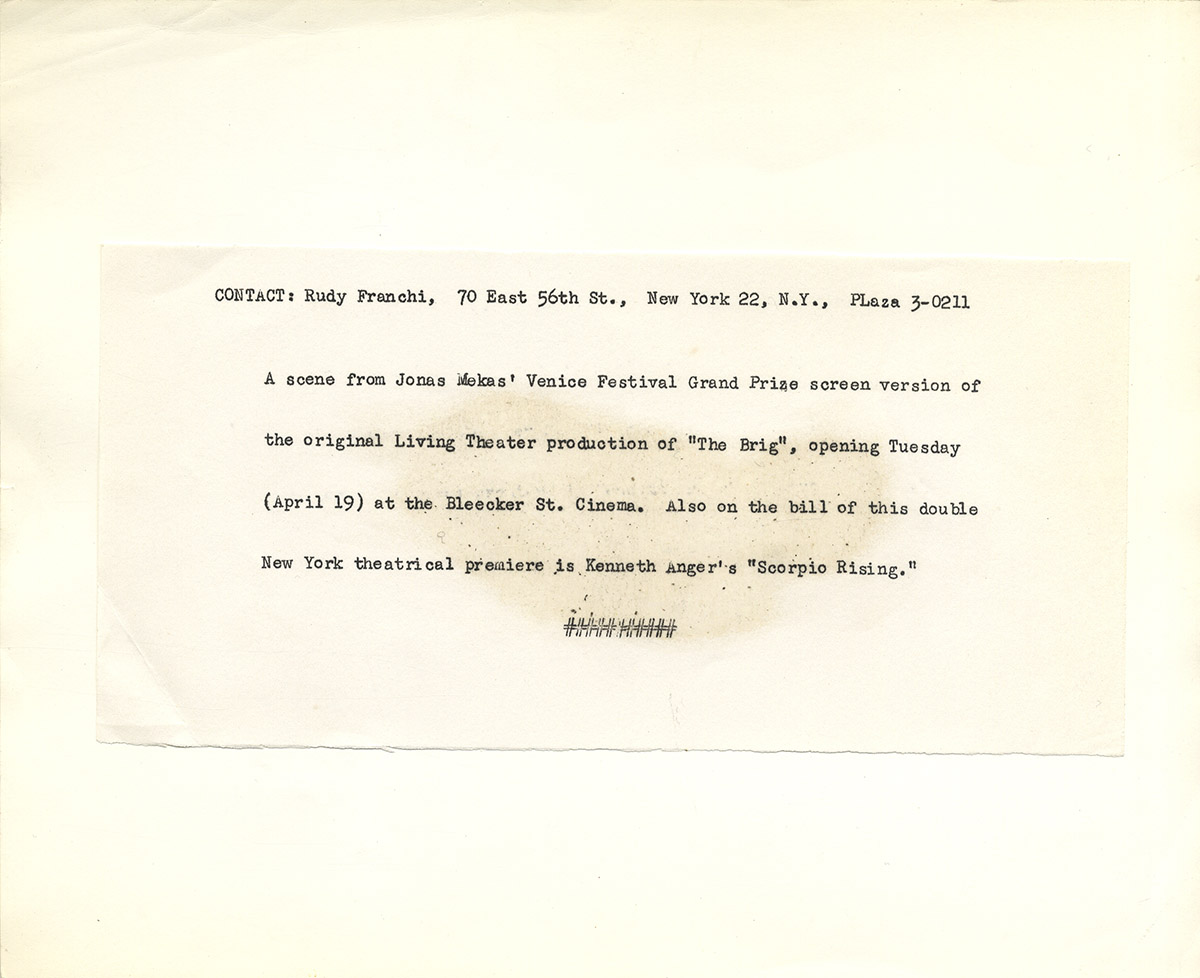 CONTACT: Rudy Franchi, 70 East 56th St., New York 22, N.Y., PLaza 3-0211
A scene from Jonas Mekas' Venice Festival Grand Prize screen version of
the original Living Theater production of "The Brig", opening Tuesday
(April 19) at the Bleecker St. Cinema. Also on the bill of this double
New York theatrical premiere is Kenneth Anger's "Scorpio Rising."
##########